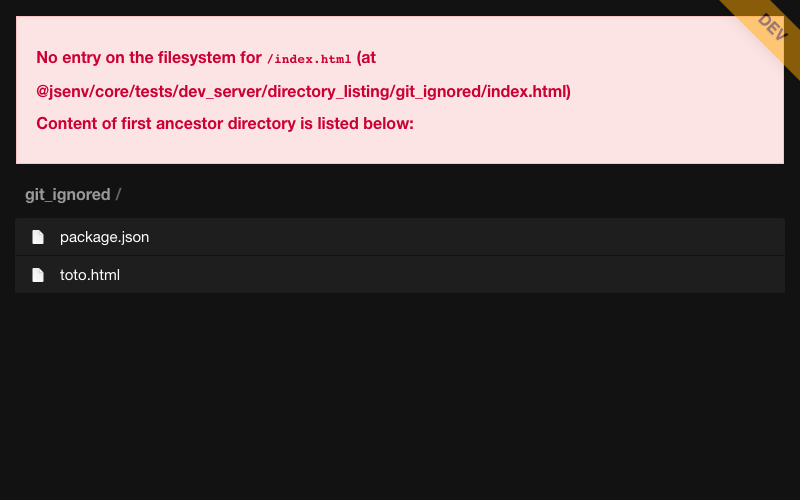 No entry on the filesystem for /index.html (at
@jsenv/core/tests/dev_server/directory_listing/git_ignored/index.html)
Content of first ancestor directory is listed below:
DEV
git_ignored /
package.json
toto.html